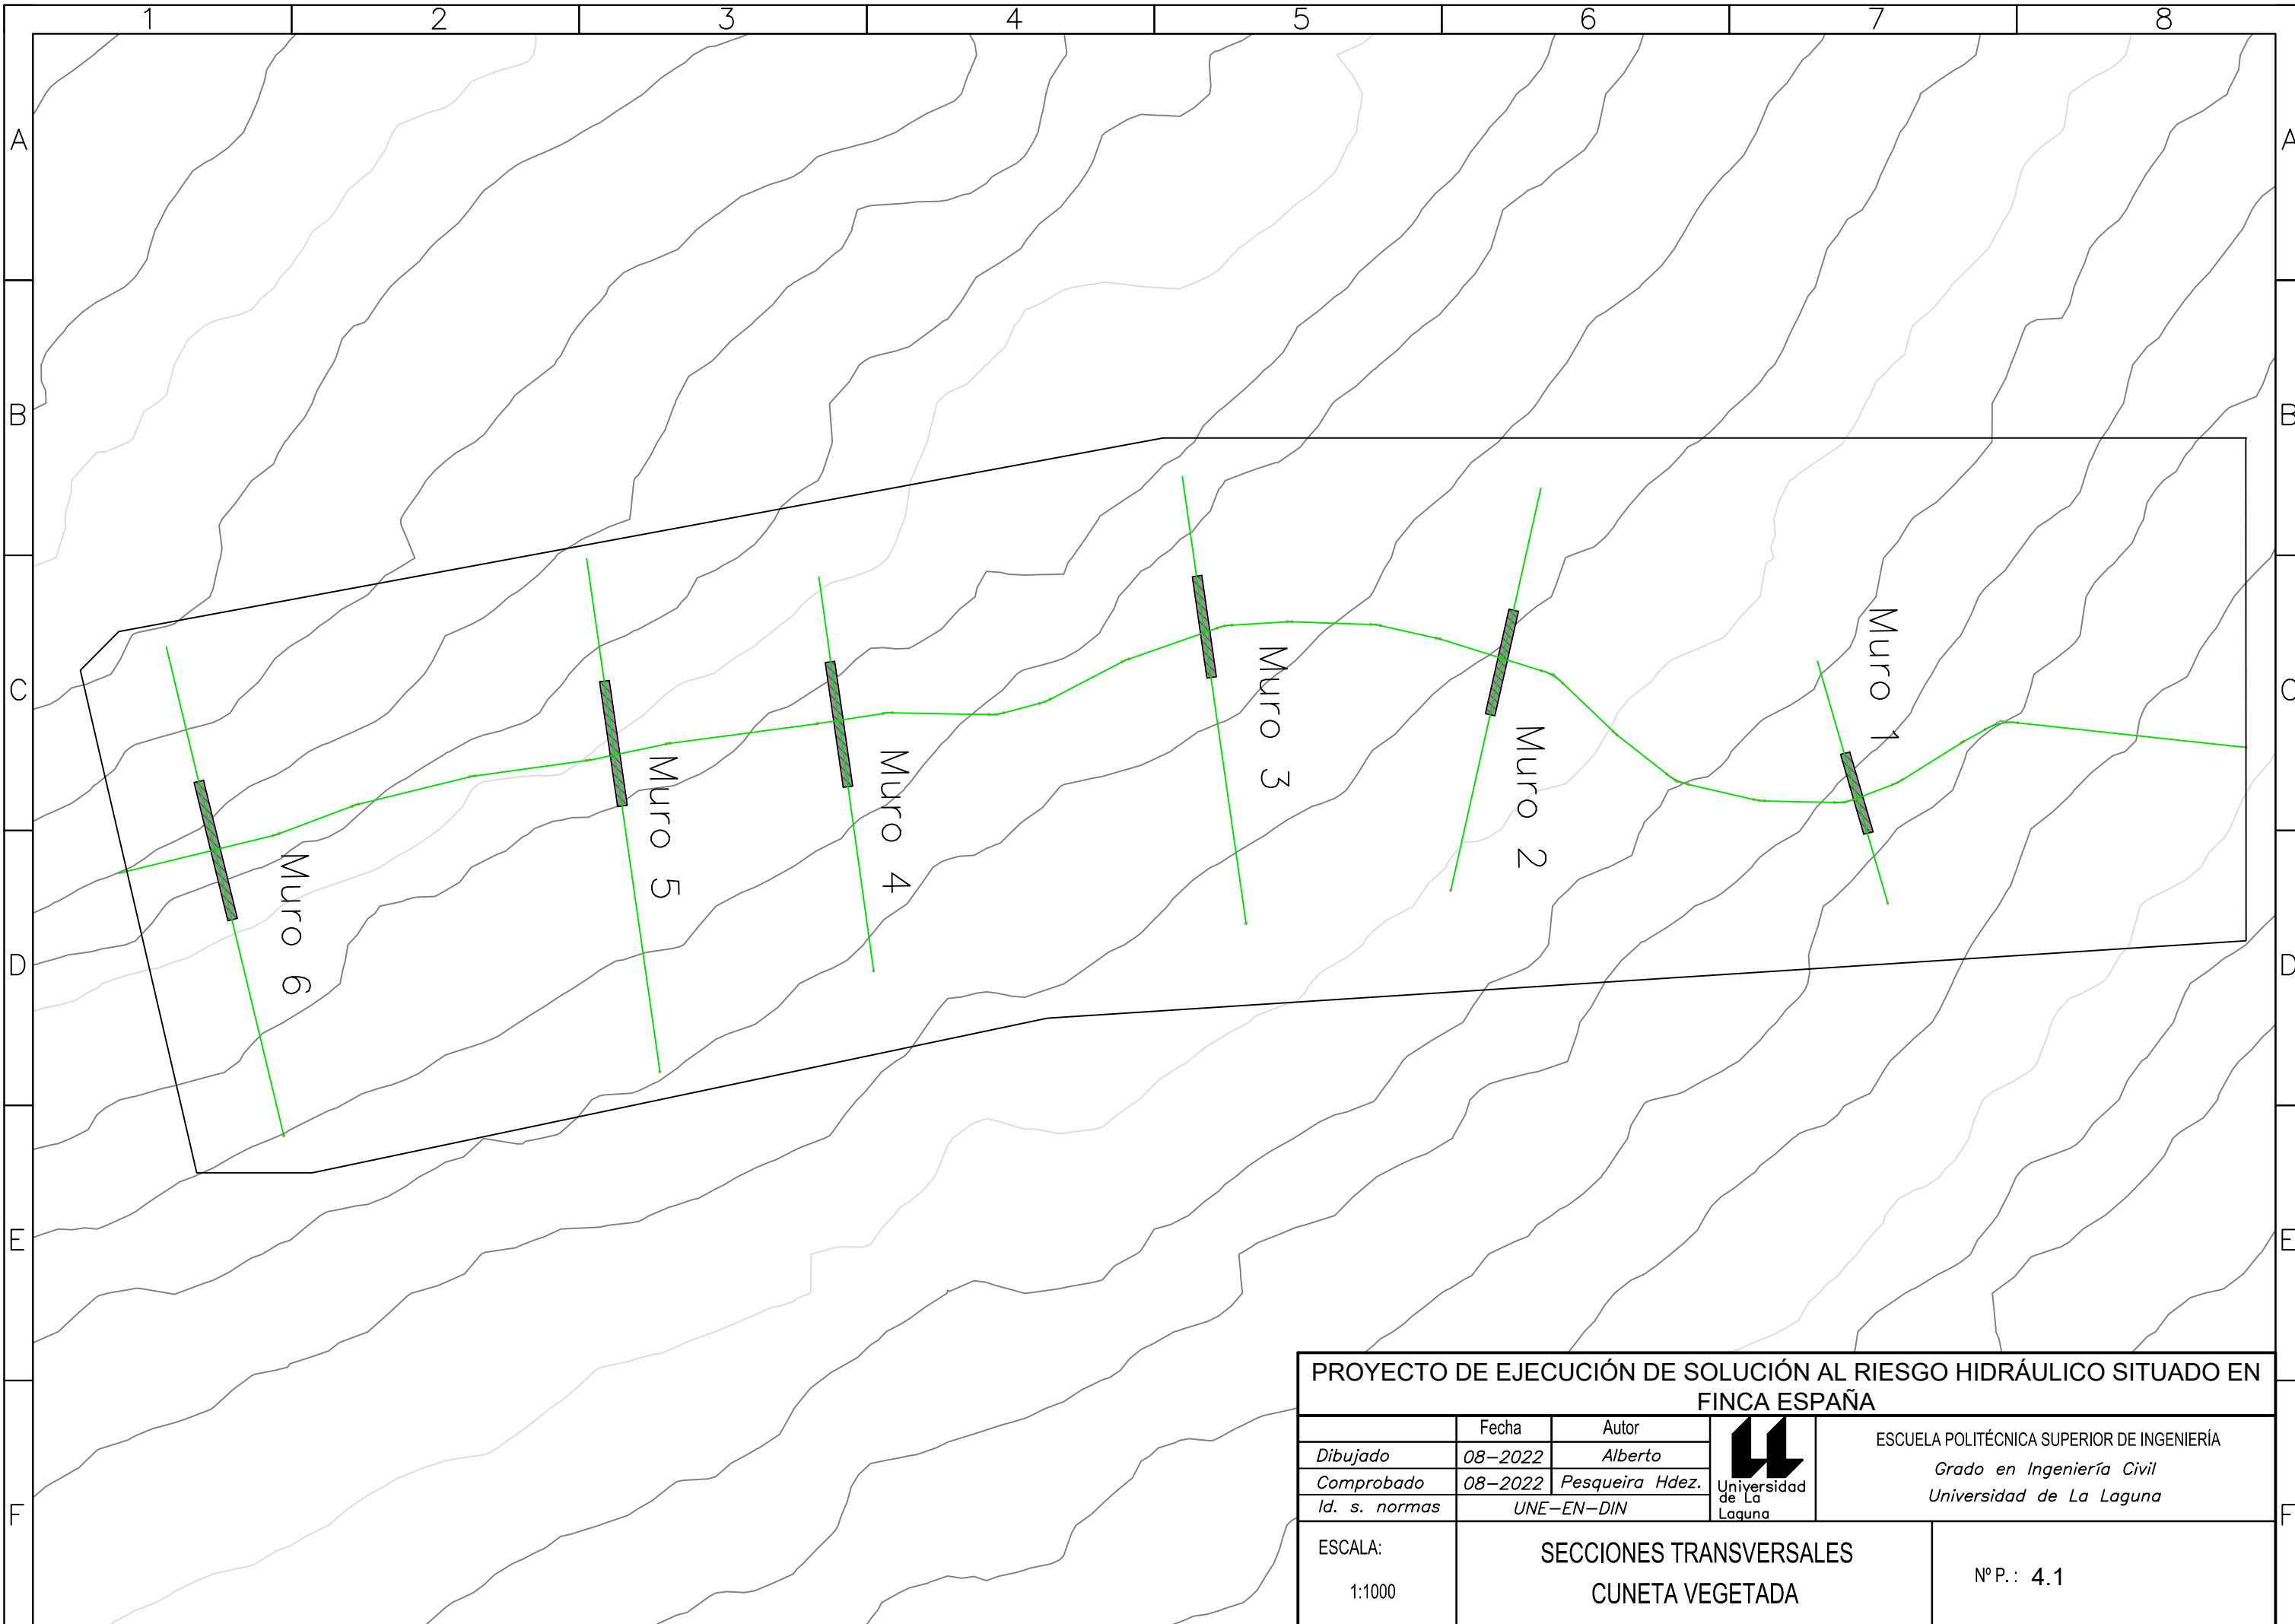 1 2 3 4 5 6 7 8
A A
B B
C C
D D
E E
F F
Muro 1
Muro 2
Muro 3
Muro 4
Muro 5
Muro 6
PROYECTO DE EJECUCIÓN DE SOLUCIÓN AL RIESGO HIDRÁULICO SITUADO EN
FINCA ESPAÑA
Fecha Autor
Dibujado 08-2022 Alberto
Comprobado 08-2022 Pesqueira Hdez.
Id. s. normas UNE-EN-DIN
Universidad
de La
Laguna
ESCUELA POLITÉCNICA SUPERIOR DE INGENIERÍA
Grado en Ingeniería Civil
Universidad de La Laguna
ESCALA:
1:1000
SECCIONES TRANSVERSALES
CUNETA VEGETADA
Nº P. : 4.1